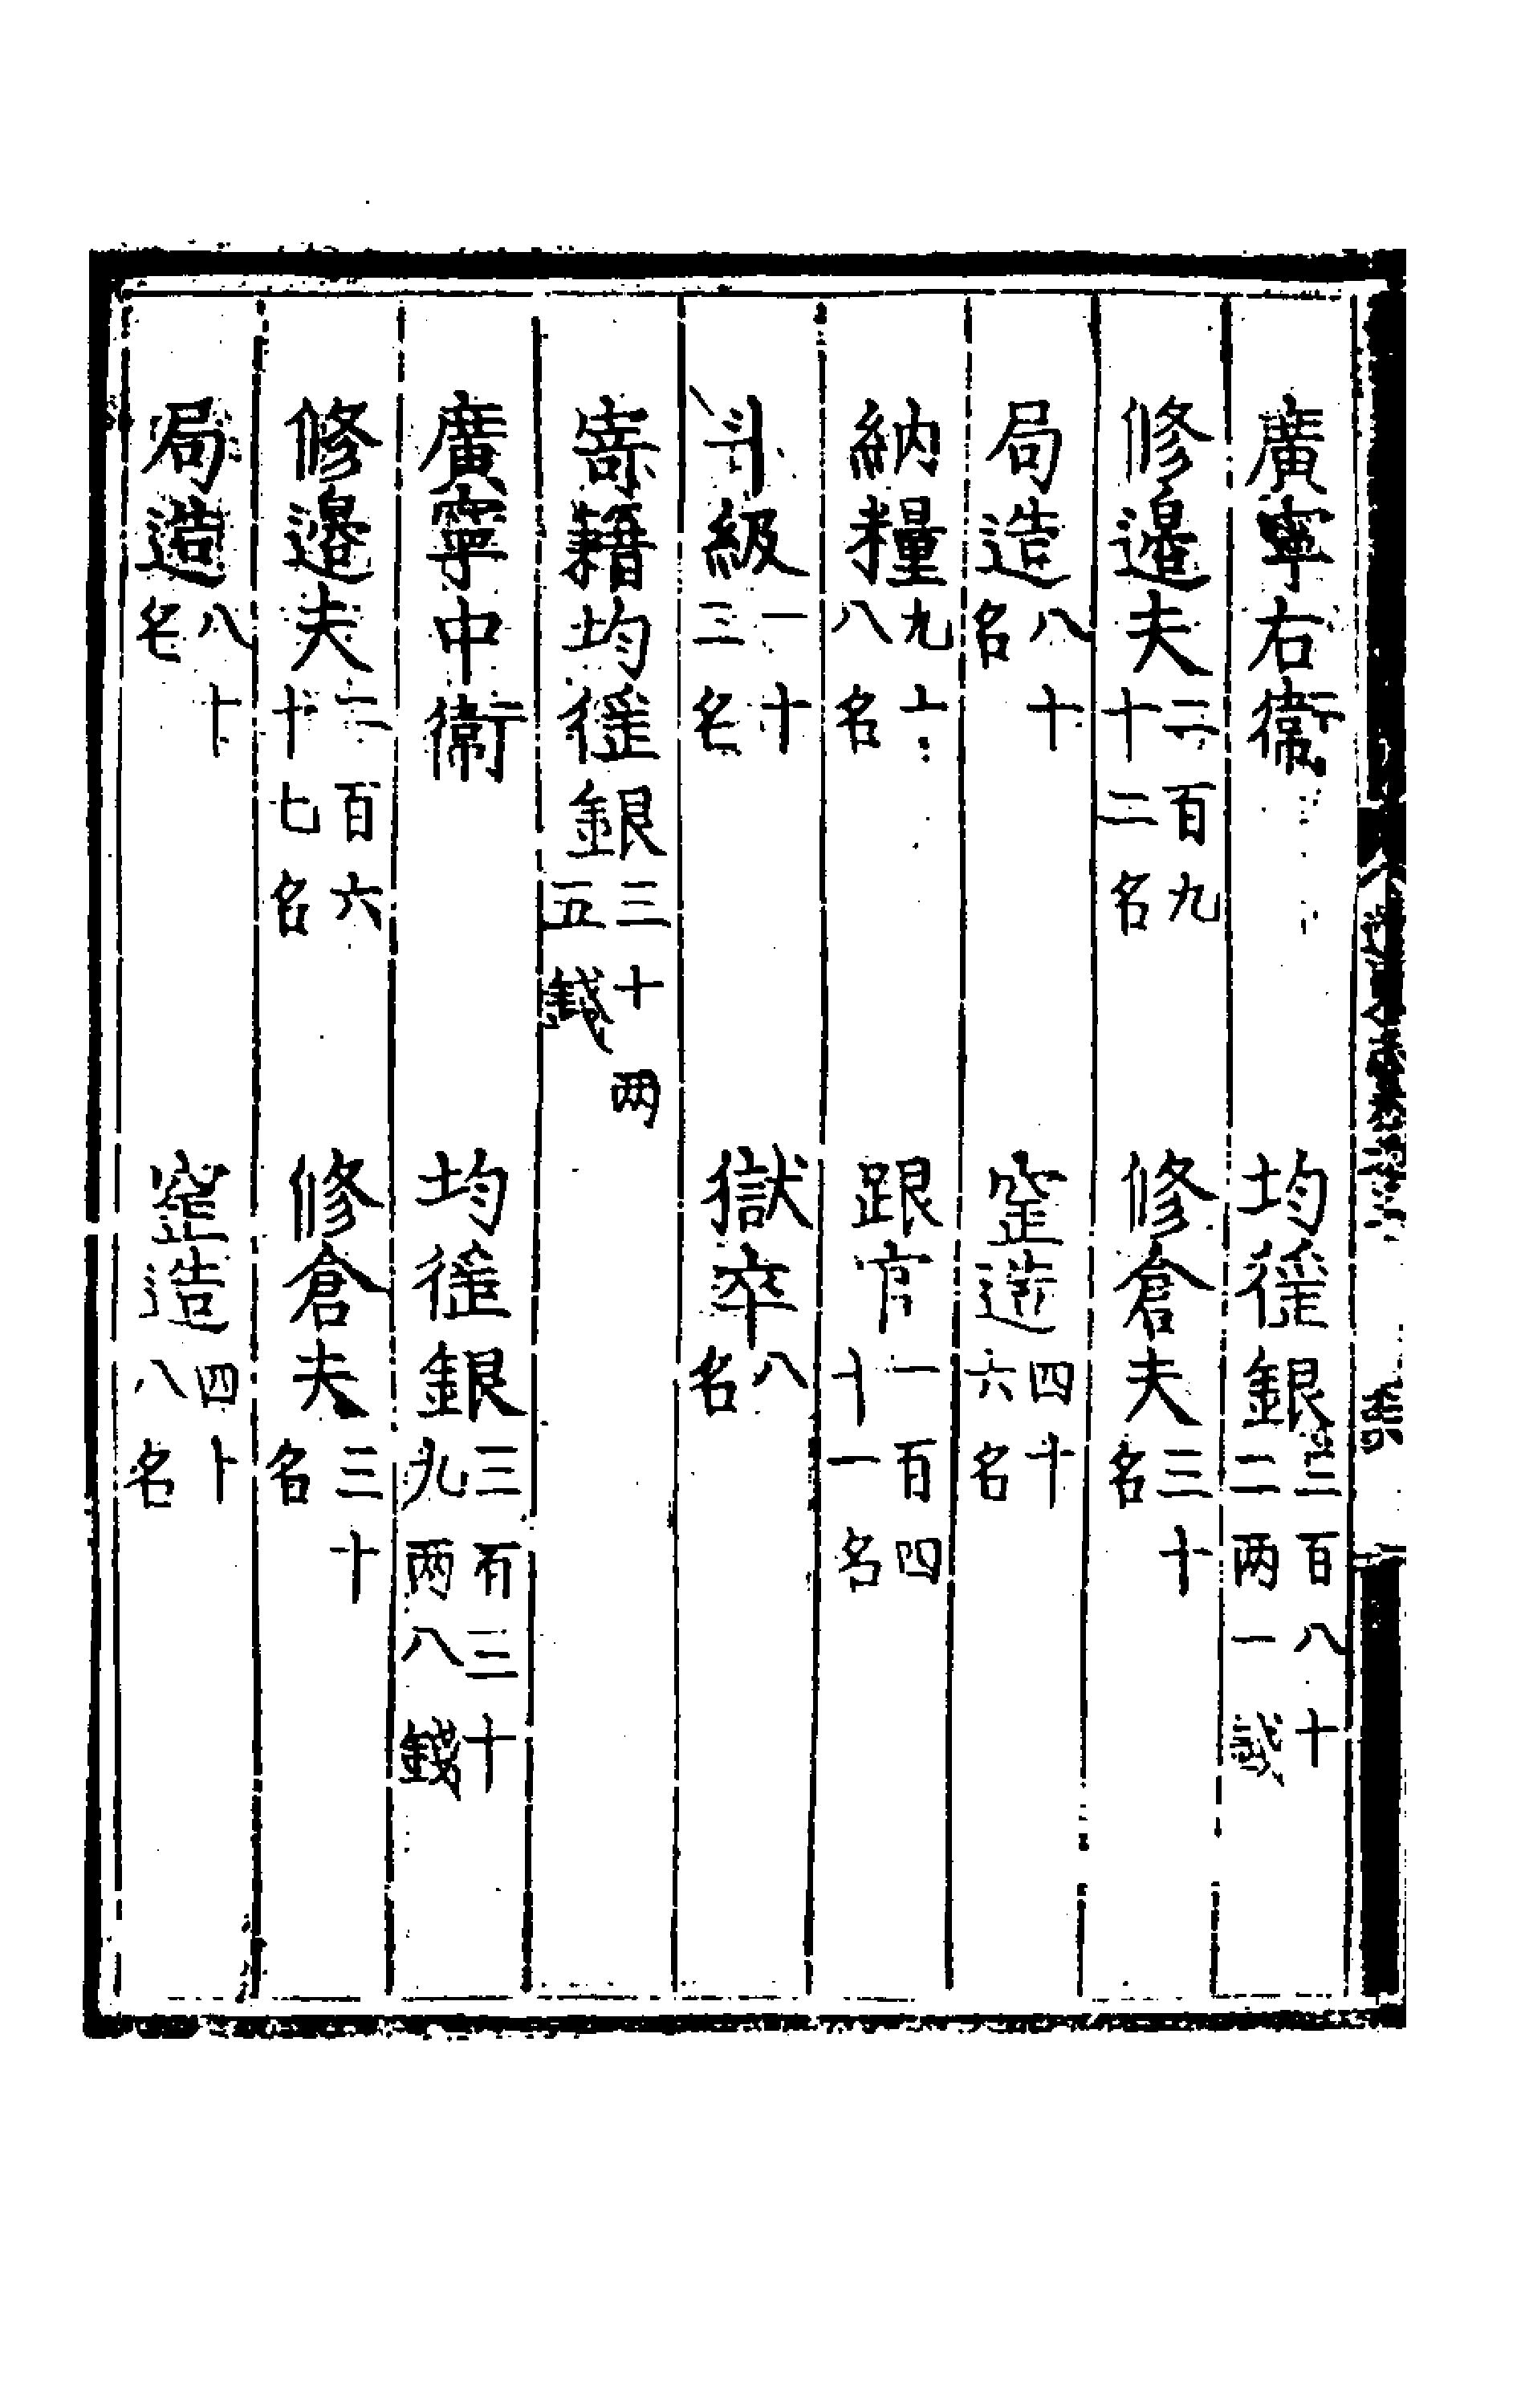 廣寧右衛　均徭銀三百八十二两一錢
修邊夫二百九十二名　修倉夫三十名
局造八十名　窑造四十六名
納糧九十八名　跟官一百四十一名
斗級一十三名　獄卒八名
寄籍均徭銀三十两五錢
廣寧中衛　均徭銀三百三十九两八錢
修邊夫二百六十七名　修倉夫三十名
局造八十名　窑造四十八名